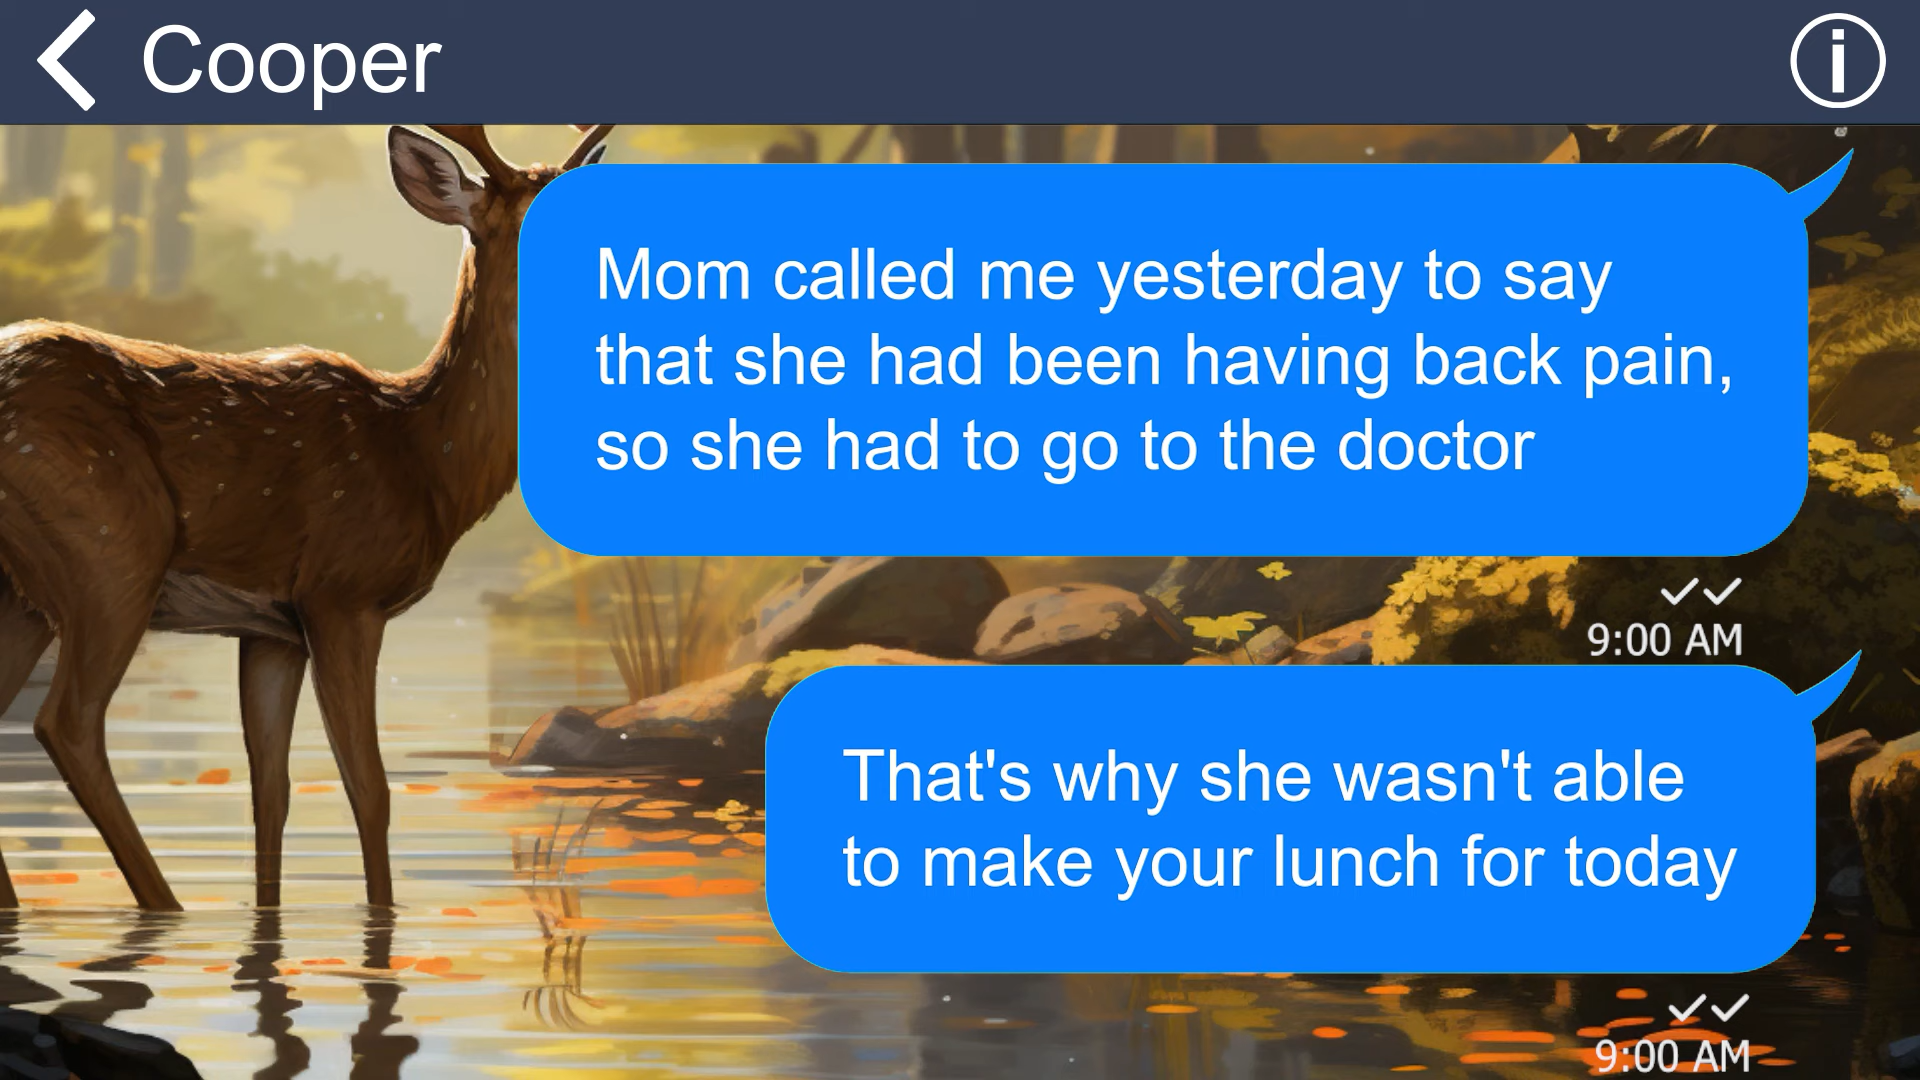 Cooper
Mom called me yesterday to say
that she had been having back pain,
so she had to go to the doctor
9:00 AM
That's why she wasn't able
to make your lunch for today
9:00 AM